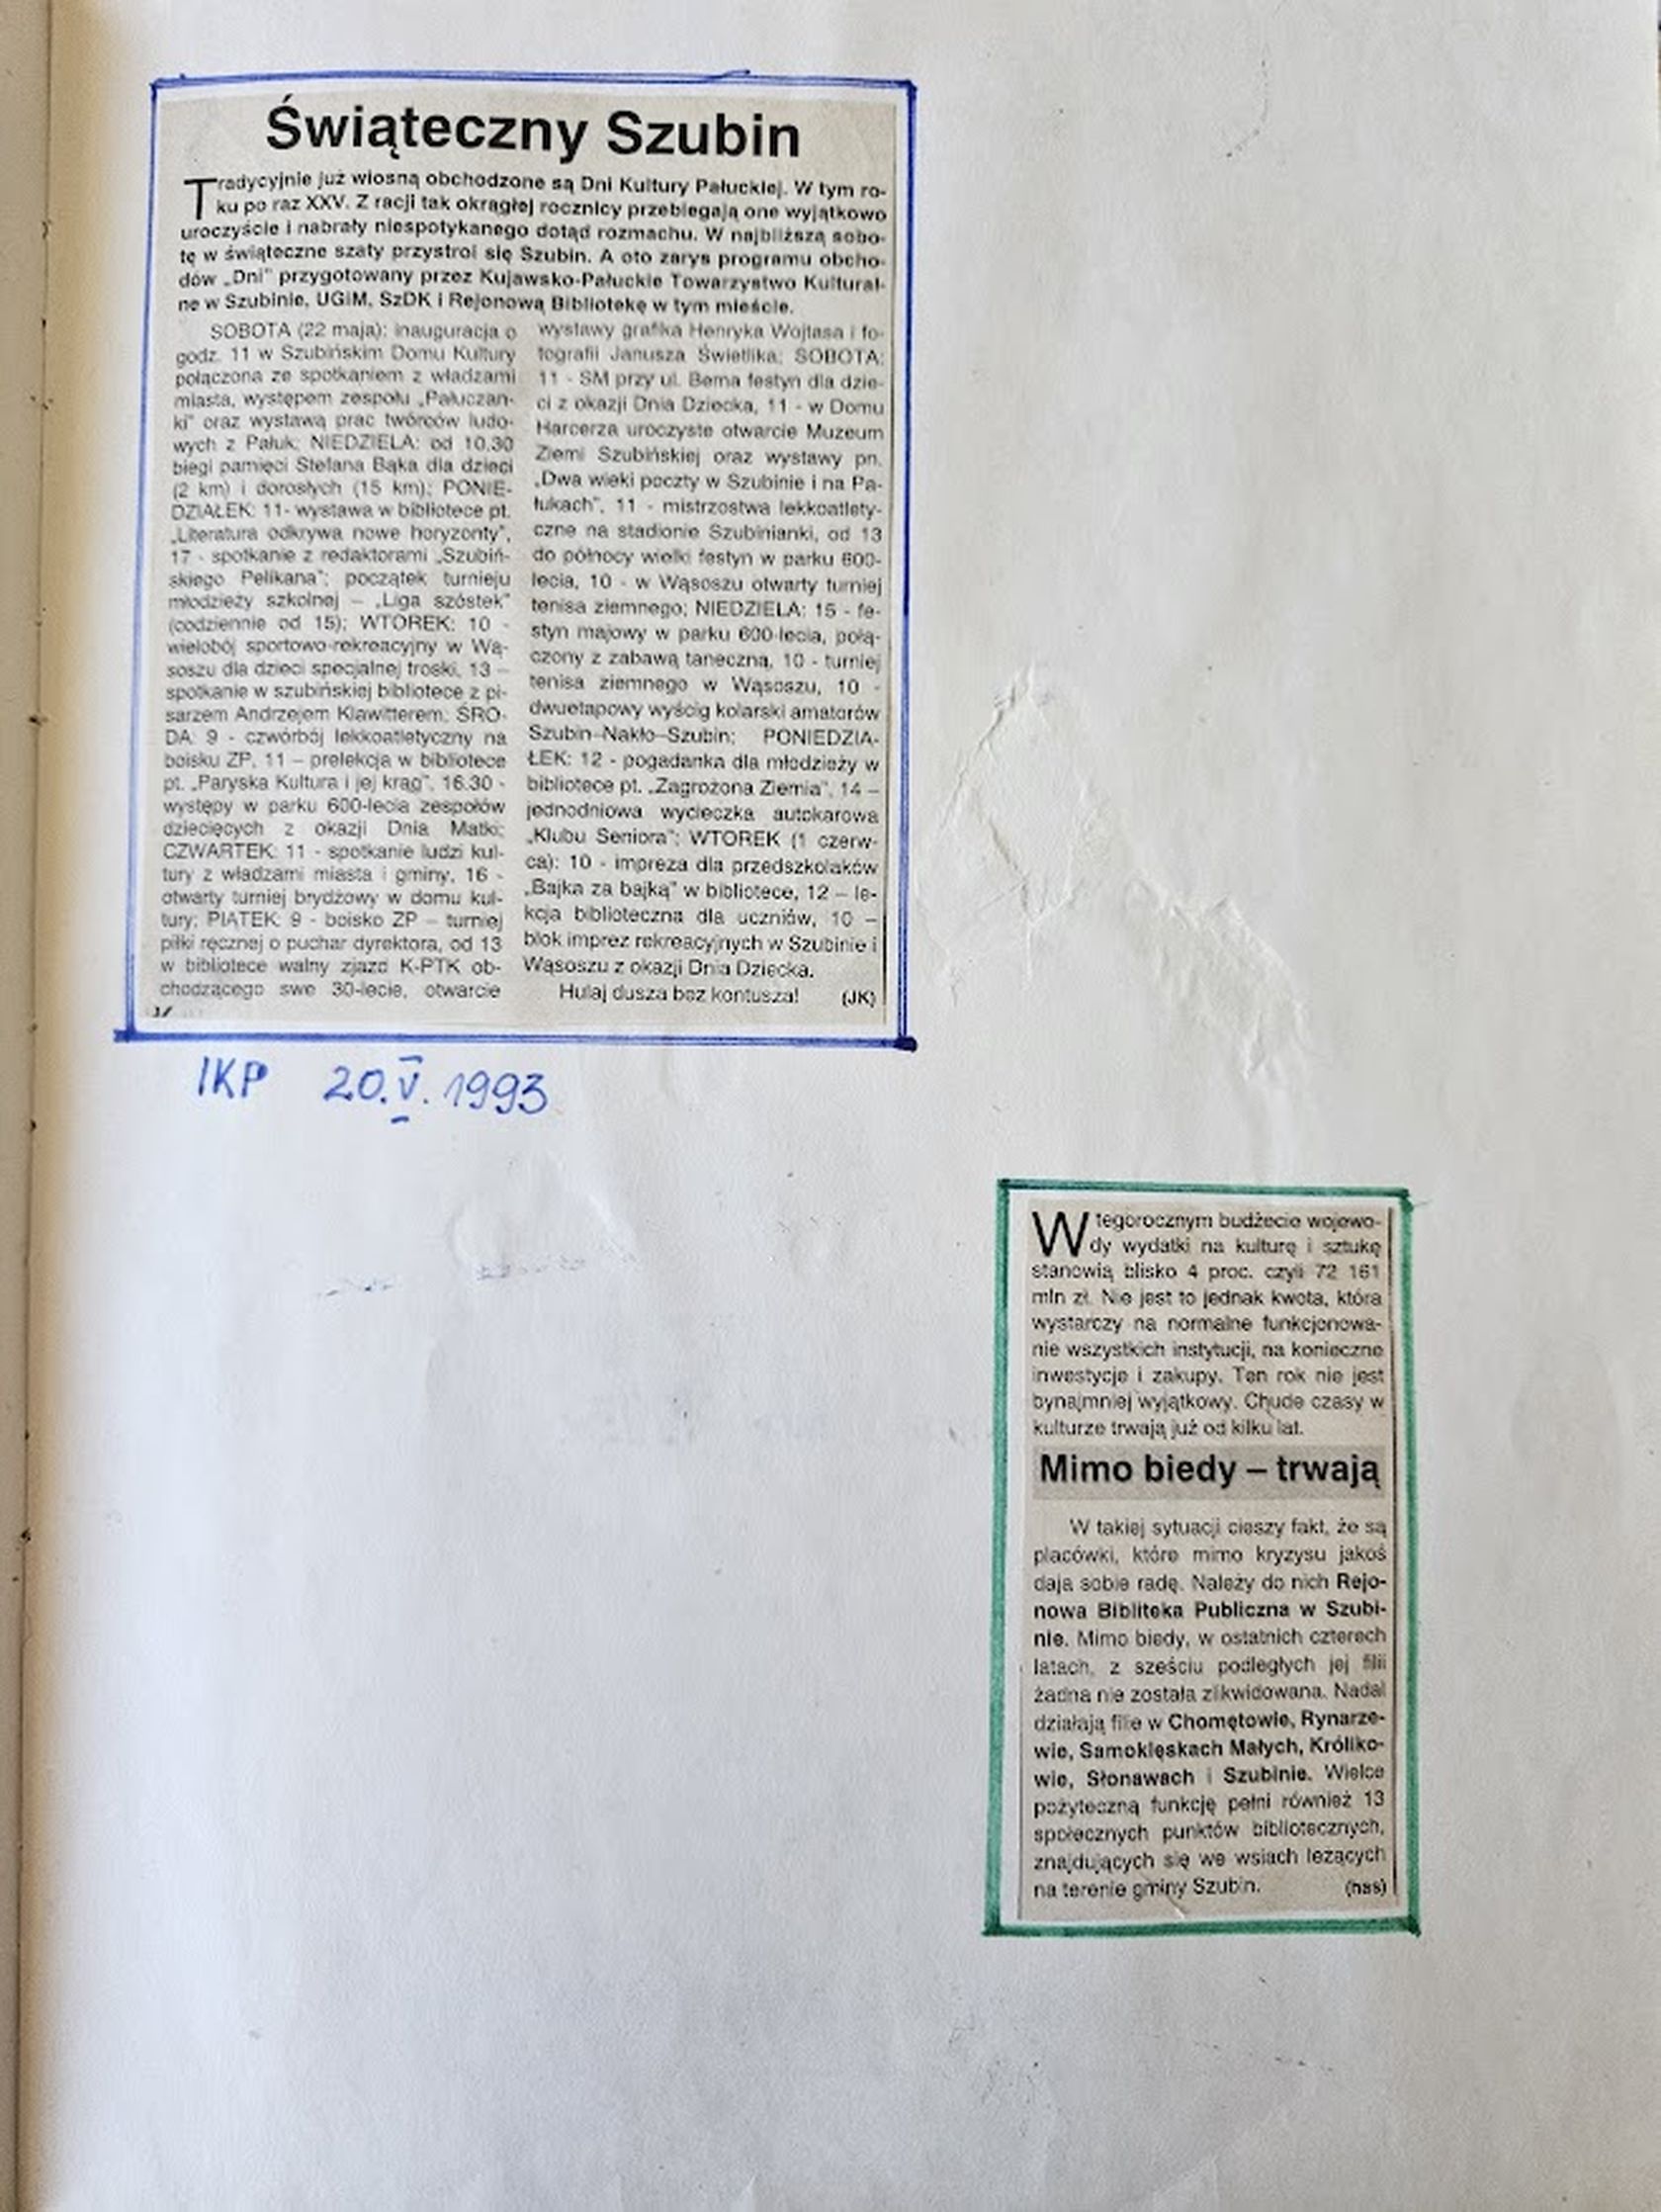 Świąteczny Szubin
Tradycyjnie już wiosną obchodzone są Dni Kultury Pałuckiej. W tym ro-
ku po raz XXV. Z racji tak okrągłej rocznicy przebiegają one wyjątkowo
uroczyście i nabrały niespotykanego dotąd rozmachu. W najbliższą sobo-
tę w świąteczne szaty przystroi się Szubin. A oto zarys programu obcho-
dów „Dni” przygotowany przez Kujawsko-Pałuckie Towarzystwo Kultural-
ne w Szubinie, UGiM, SzDK i Rejonową Bibliotekę w tym mieście.
SOBOTA (22 maja): inauguracja o
godz. 11 w Szubińskim Domu Kultury
połączona ze spotkaniem z władzami
miasta, występem zespołu „Pałuczan-
ki” oraz wystawą prac twórców ludo-
wych z Pałuk; NIEDZIELA: od 10.30
biegi pamięci Stefana Bąka dla dzieci
(2 km) i dorosłych (15 km); PONIE-
DZIAŁEK: 11- wystawa w bibliotece pt.
„Literatura odkrywa nowe horyzonty”,
17 - spotkanie z redaktorami „Szubiń-
skiego Pelikana”; początek turnieju
młodzieży szkolnej – „Liga szóstek”
(codziennie od 15); WTOREK: 10 -
wielobój sportowo-rekreacyjny w Wą-
soszu dla dzieci specjalnej troski, 13 –
spotkanie w szubińskiej bibliotece z pi-
sarzem Andrzejem Klawitterem; ŚRO-
DA: 9 - czwórbój lekkoatletyczny na
boisku ZP, 11 – prelekcja w bibliotece
pt. „Paryska Kultura i jej krąg”, 16.30 -
występy w parku 600-lecia zespołów
dziecięcych z okazji Dnia Matki;
CZWARTEK: 11 - spotkanie ludzi kul-
tury z władzami miasta i gminy, 16 -
otwarty turniej brydżowy w domu kul-
tury; PIĄTEK: 9 - boisko ZP – turniej
piłki ręcznej o puchar dyrektora, od 13
w bibliotece walny zjazd K-PTK ob-
chodzącego swe 30-lecie, otwarcie
wystawy grafika Henryka Wojtasa i fo-
tografii Janusza Świetlika; SOBOTA:
11 - SM przy ul. Bema festyn dla dzie-
ci z okazji Dnia Dziecka, 11 - w Domu
Harcerza uroczyste otwarcie Muzeum
Ziemi Szubińskiej oraz wystawy pn.
„Dwa wieki poczty w Szubinie i na Pa-
łukach”, 11 - mistrzostwa lekkoatlety-
czne na stadionie Szubinianki, od 13
do północy wielki festyn w parku 600-
lecia, 10 - w Wąsoszu otwarty turniej
tenisa ziemnego; NIEDZIELA: 15 - fe-
styn majowy w parku 600-lecia, połą-
czony z zabawą taneczną, 10 - turniej
tenisa ziemnego w Wąsoszu, 10 -
dwuetapowy wyścig kolarski amatorów
Szubin–Nakło–Szubin; PONIEDZIA-
ŁEK: 12 - pogadanka dla młodzieży w
bibliotece pt. „Zagrożona Ziemia”, 14 –
jednodniowa wycieczka autokarowa
„Klubu Seniora”; WTOREK (1 czerw-
ca): 10 - impreza dla przedszkolaków
„Bajka za bajką” w bibliotece, 12 – le-
kcja biblioteczna dla uczniów, 10 –
blok imprez rekreacyjnych w Szubinie i
Wąsoszu z okazji Dnia Dziecka.
Hulaj dusza bez kontusza! (JK)
IKP 20.V.1993
W tegorocznym budżecie wojewo-
dy wydatki na kulturę i sztukę
stanowią blisko 4 proc. czyli 72 161
mln zł. Nie jest to jednak kwota, która
wystarczy na normalne funkcjonowa-
nie wszystkich instytucji, na konieczne
inwestycje i zakupy. Ten rok nie jest
bynajmniej wyjątkowy. Chude czasy w
kulturze trwają już od kilku lat.
Mimo biedy – trwają
W takiej sytuacji cieszy fakt, że są
placówki, które mimo kryzysu jakoś
dają sobie radę. Należy do nich Rejo-
nowa Bibliteka Publiczna w Szubi-
nie. Mimo biedy, w ostatnich czterech
latach, z sześciu podległych jej filii
żadna nie została zlikwidowana. Nadal
działają filie w Chomętowie, Rynarze-
wie, Samoklęskach Małych, Króliko-
wie, Słonawach i Szubinie. Wielce
pożyteczną funkcję pełni również 13
społecznych punktów bibliotecznych,
znajdujących się we wsiach leżących
na terenie gminy Szubin. (has)